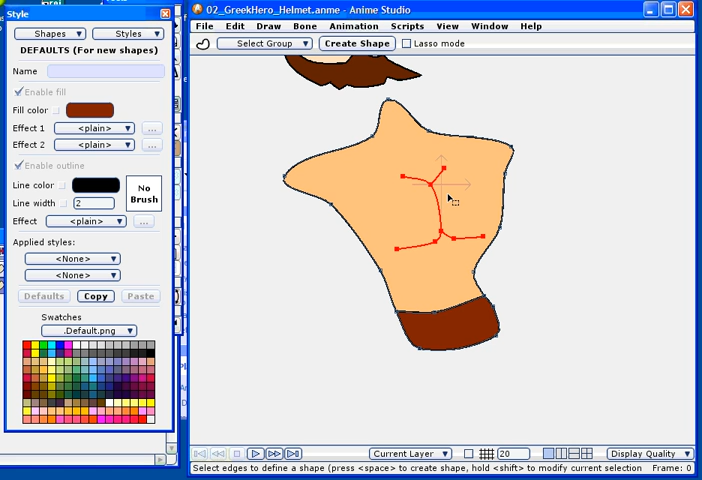 Style
Shapes
Styles
DEFAULTS (For new shapes)
Name
Enable fill
Fill color
Effect 1
<plain>
...
Effect 2
<plain>
...
Enable outline
Line color
No
Brush
Line width
2
Effect
<plain>
...
Applied styles:
<None>
<None>
Defaults
Copy
Paste
Swatches
.Default.png
02_GreekHero_Helmet.anme - Anime Studio
File Edit Draw Bone Animation Scripts View Window Help
Select Group
Create Shape
Lasso mode
Current Layer
20
Display Quality
Select edges to define a shape (press <space> to create shape, hold <shift> to modify current selection
Frame: 0